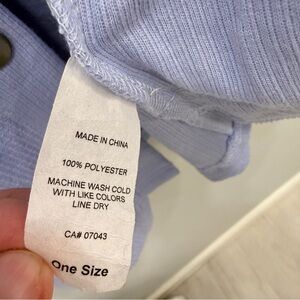 MADE IN CHINA
100% POLYESTER
MACHINE WASH COLD
WITH LIKE COLORS
LINE DRY
CA# 07043
One Size